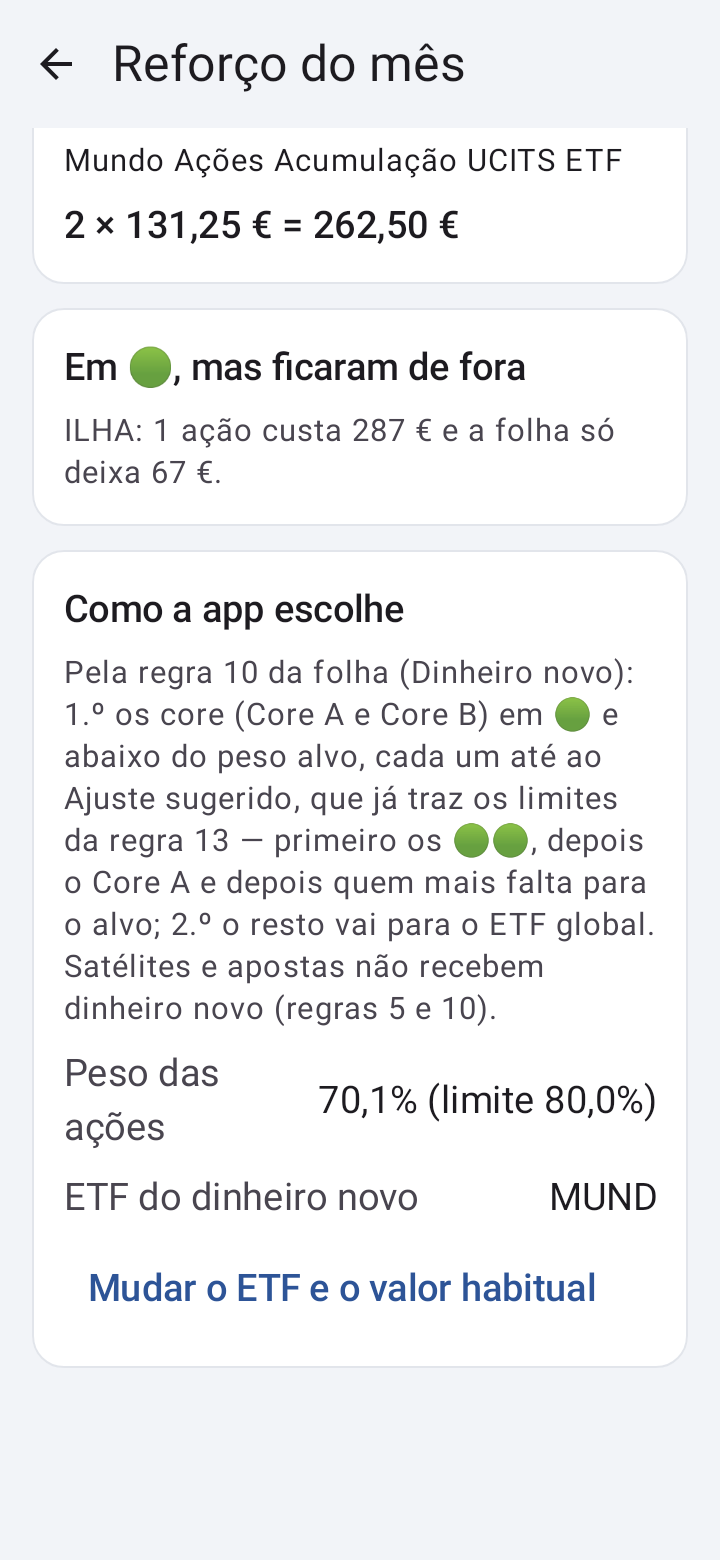 Reforço do mês
Mundo Ações Acumulação UCITS ETF
2 × 131,25 € = 262,50 €
Em 🟢, mas ficaram de fora
ILHA: 1 ação custa 287 € e a folha só
deixa 67 €.
Como a app escolhe
Pela regra 10 da folha (Dinheiro novo):
1.º os core (Core A e Core B) em 🟢 e
abaixo do peso alvo, cada um até ao
Ajuste sugerido, que já traz os limites
da regra 13 — primeiro os 🟢🟢, depois
o Core A e depois quem mais falta para
o alvo; 2.º o resto vai para o ETF global.
Satélites e apostas não recebem
dinheiro novo (regras 5 e 10).
Peso das
ações
70,1% (limite 80,0%)
ETF do dinheiro novo
MUND
Mudar o ETF e o valor habitual